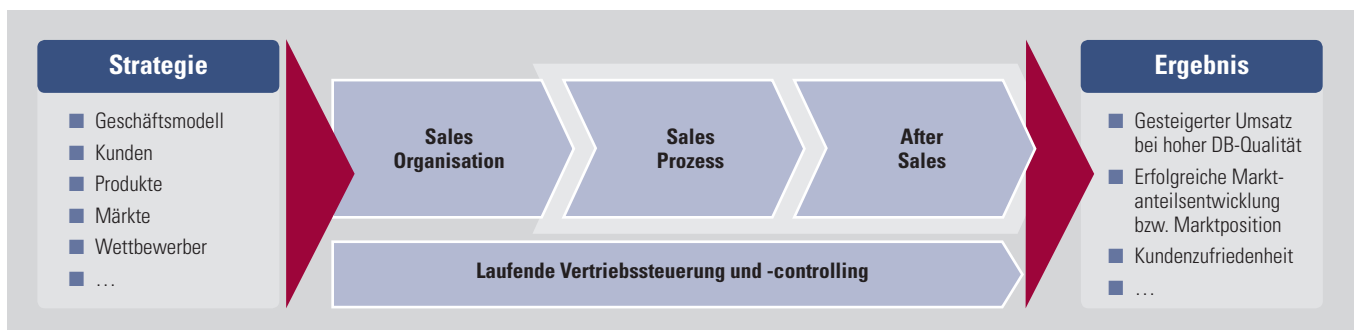 Strategie
Geschäftsmodell
Kunden
Produkte
Märkte
Wettbewerber
…
Sales
Organisation
Sales
Prozess
After
Sales
Laufende Vertriebssteuerung und -controlling
Ergebnis
Gesteigerter Umsatz
bei hoher DB-Qualität
Erfolgreiche Markt-
anteilsentwicklung
bzw. Marktposition
Kundenzufriedenheit
…